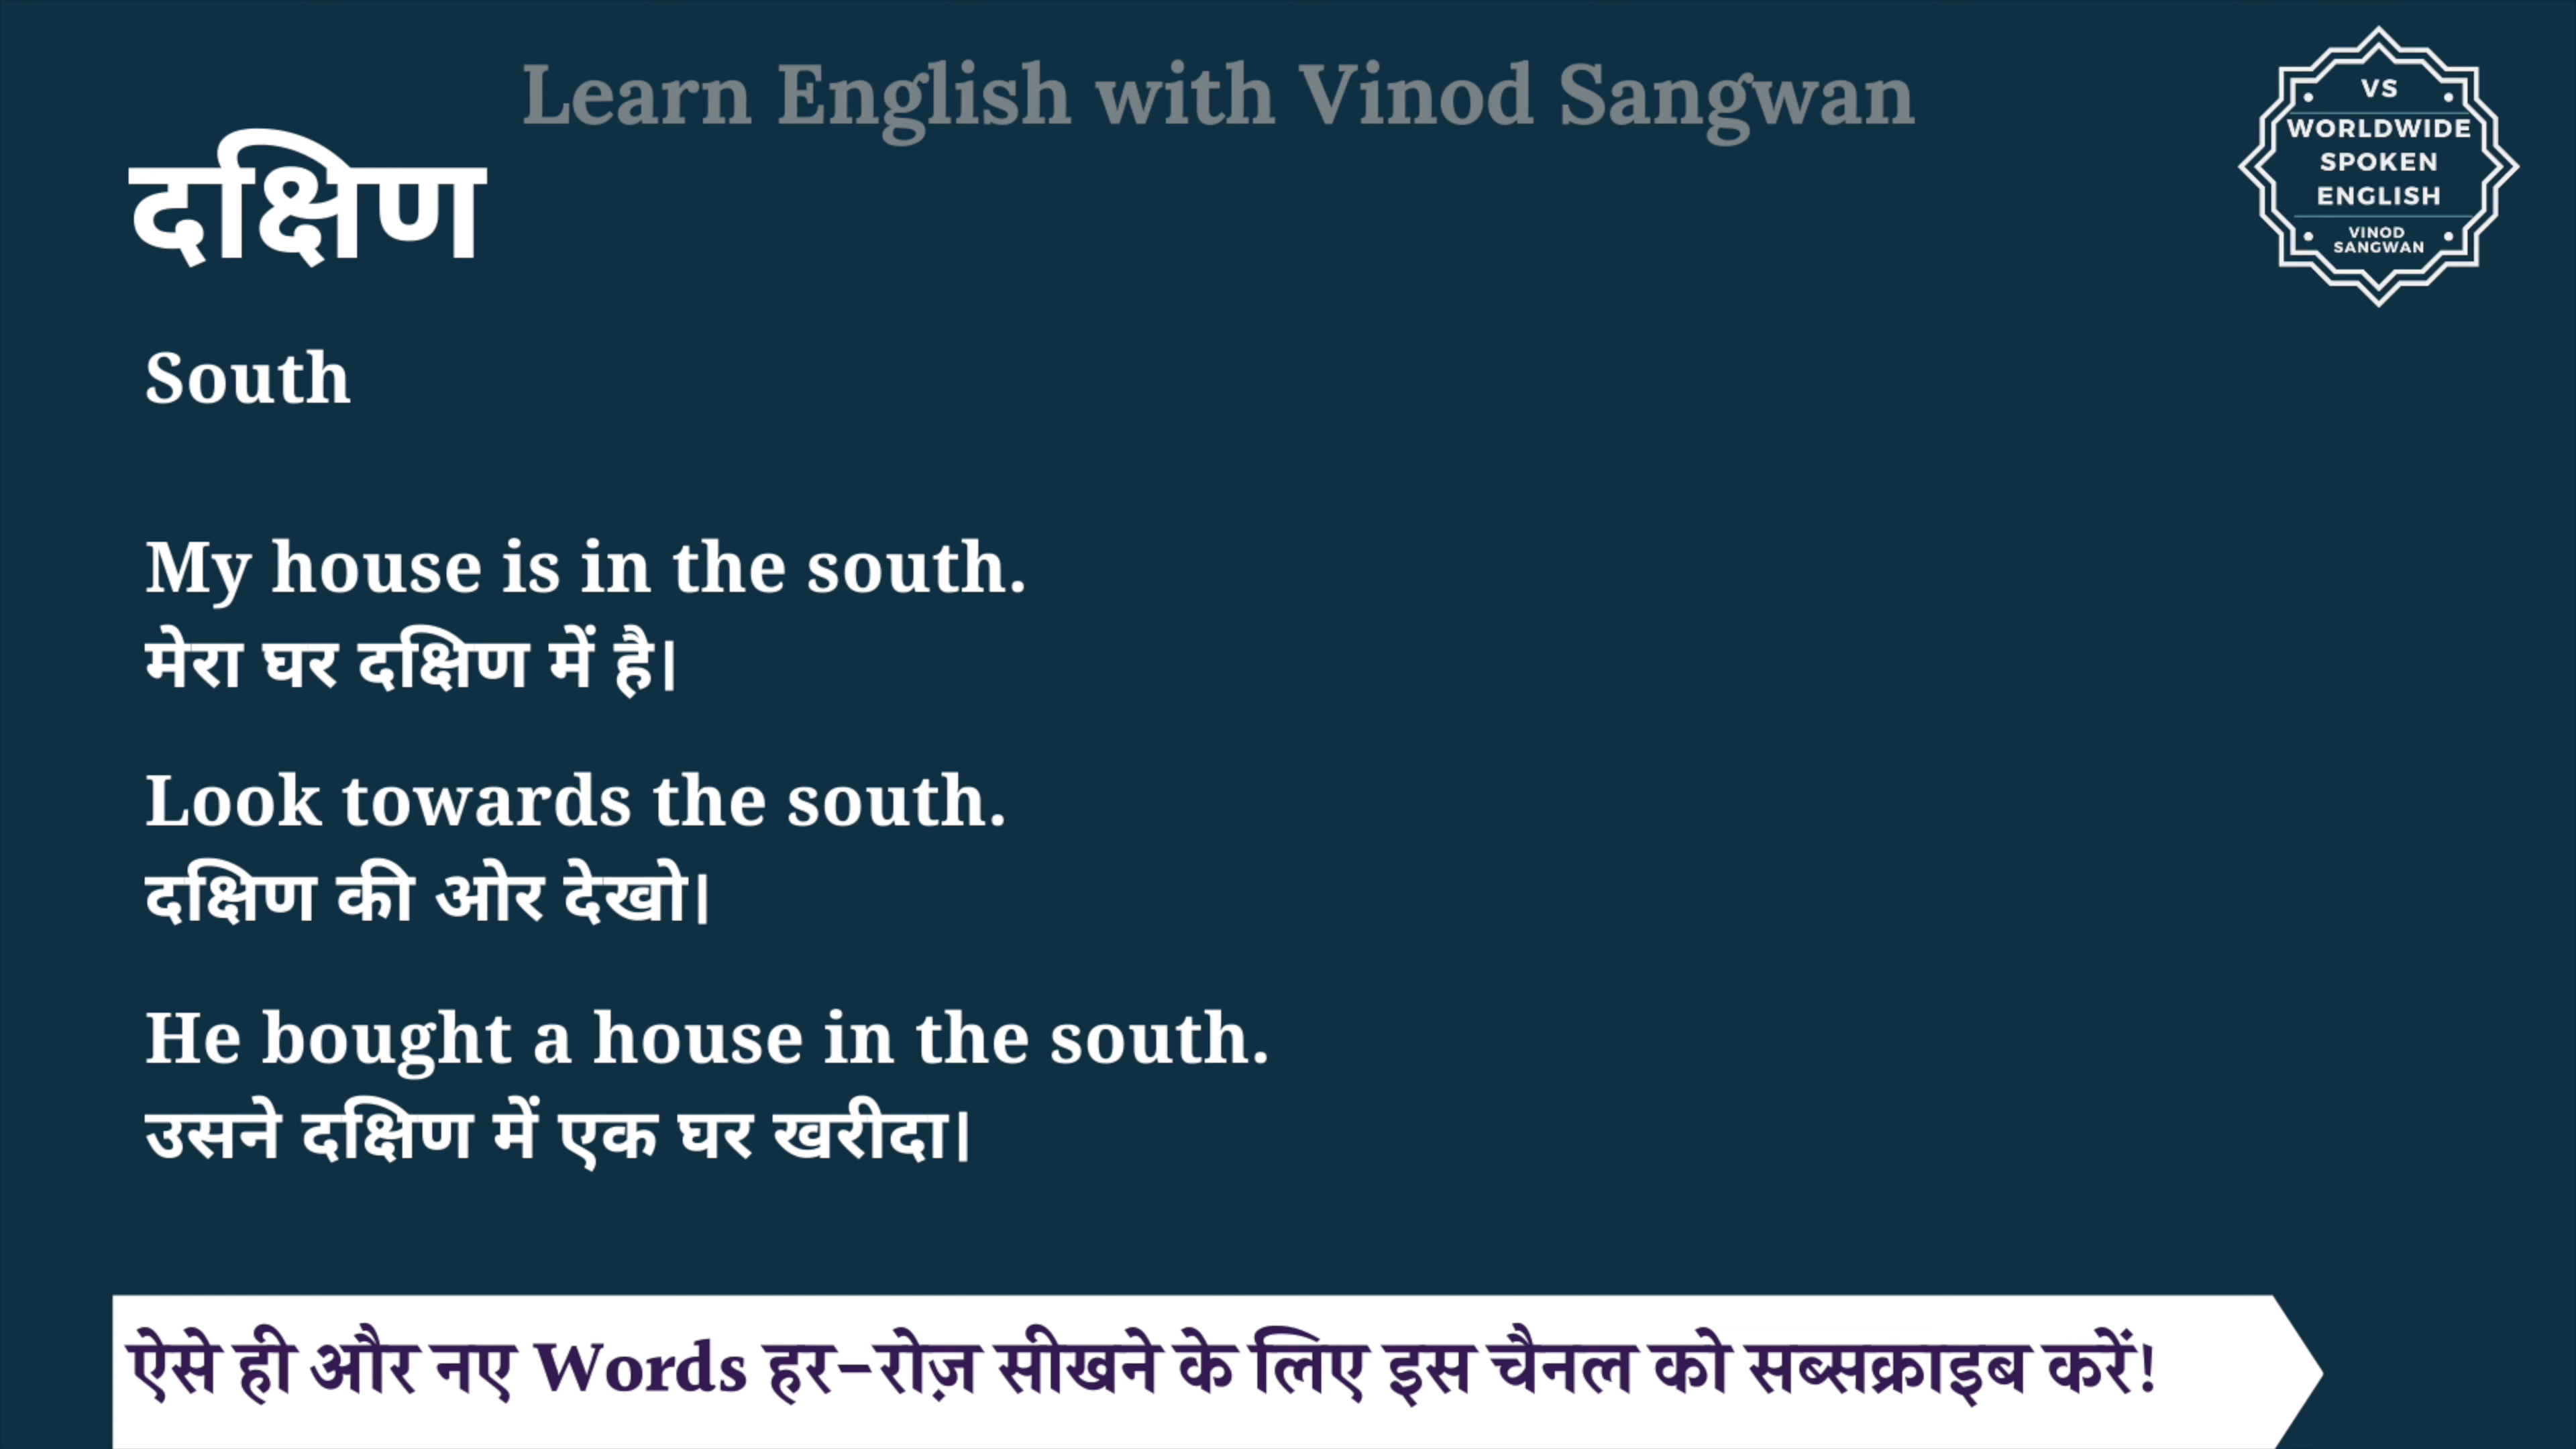 Learn English with Vinod Sangwan
VS
WORLDWIDE
SPOKEN
ENGLISH
VINOD
SANGWAN
दक्षिण
South
My house is in the south.
मेरा घर दक्षिण में है।
Look towards the south.
दक्षिण की ओर देखो।
He bought a house in the south.
उसने दक्षिण में एक घर खरीदा।
ऐसे ही और नए Words हर-रोज़ सीखने के लिए इस चैनल को सब्सक्राइब करें!